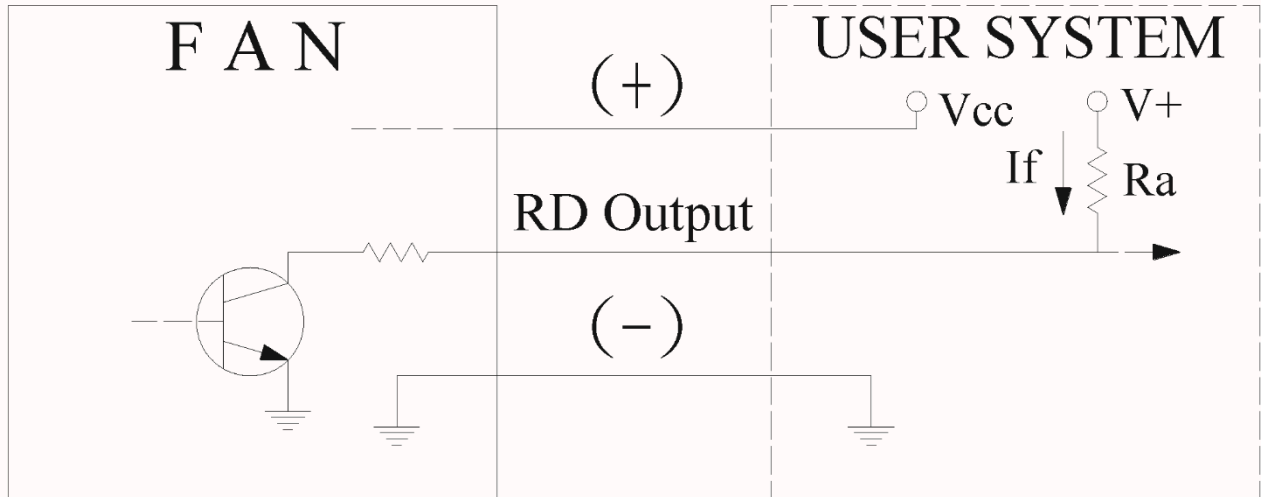 F A N
USER SYSTEM
(+)
Vcc
V+
If
Ra
RD Output
(-)